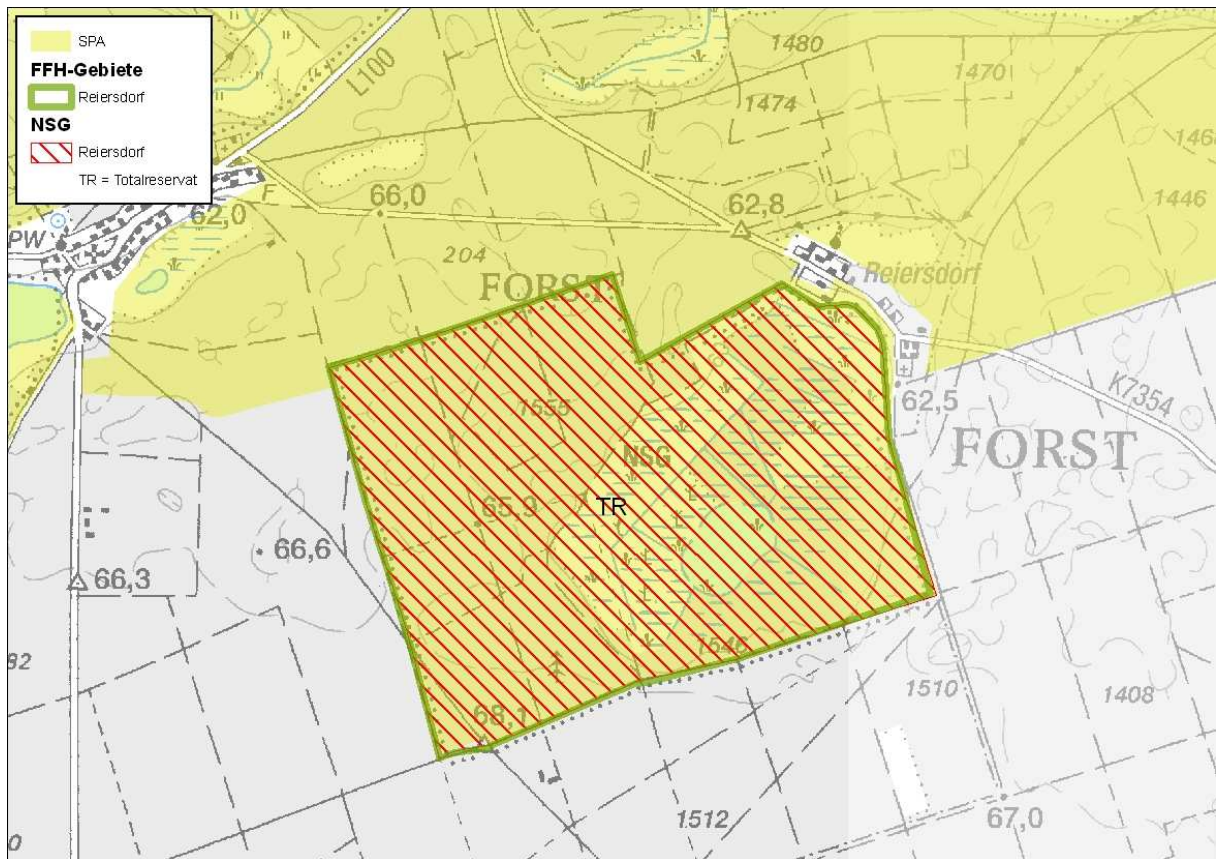 SPA
FFH-Gebiete
Reiersdorf
NSG
Reiersdorf
TR = Totalreservat
L100
1480
1470
1474
1446
F
66,0
62,8
62,0
PW
204
FORST
Reiersdorf
K7354
62,5
1555
FORST
NSG
TR
65.9
66,6
66,3
1546
82
1510
1408
68,1
1512
67,0
0